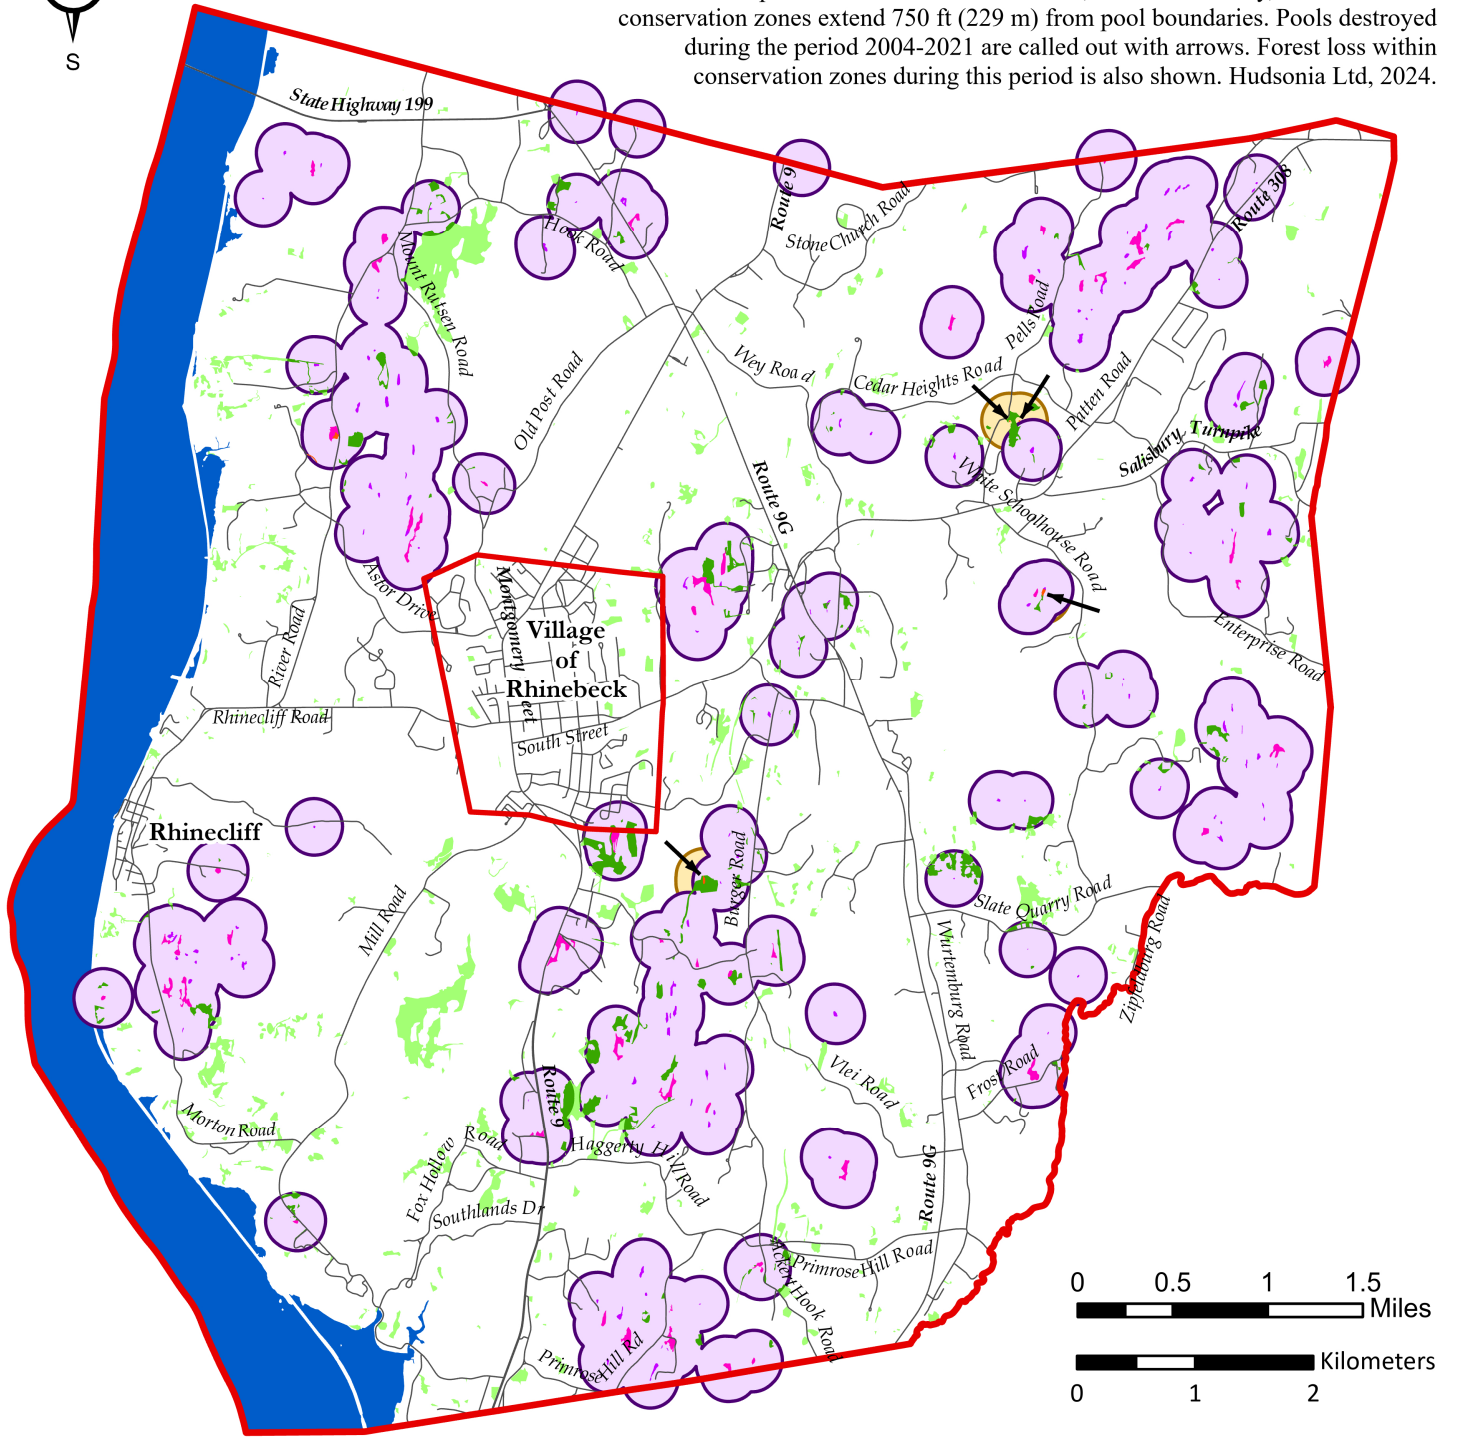 conservation zones extend 750 ft (229 m) from pool boundaries. Pools destroyed
during the period 2004-2021 are called out with arrows. Forest loss within
conservation zones during this period is also shown. Hudsonia Ltd, 2024.
S
State Highway 199
Route 9
Stone Church Road
Route 308
Hook Road
Mount Rutsen Road
Pells Road
Wey Road
Cedar Heights Road
Old Post Road
Patten Road
Salisbury Turnpike
Route 9G
White Schoolhouse Road
Astor Drive
Montgomery Street
Village
of
Rhinebeck
River Road
Enterprise Road
Rhinecliff Road
South Street
Rhinecliff
Burger Road
Mill Road
Slate Quarry Road
Wurtemburg Road
Zipfeldburg Road
Route 9
Vlei Road
Frost Road
Morton Road
Fox Hollow Road
Haggerty Hill Road
Southlands Dr
Route 9G
Primrose Hill Road
Ackert Hook Road
Primrose Hill Rd
0 0.5 1 1.5
Miles
Kilometers
0 1 2